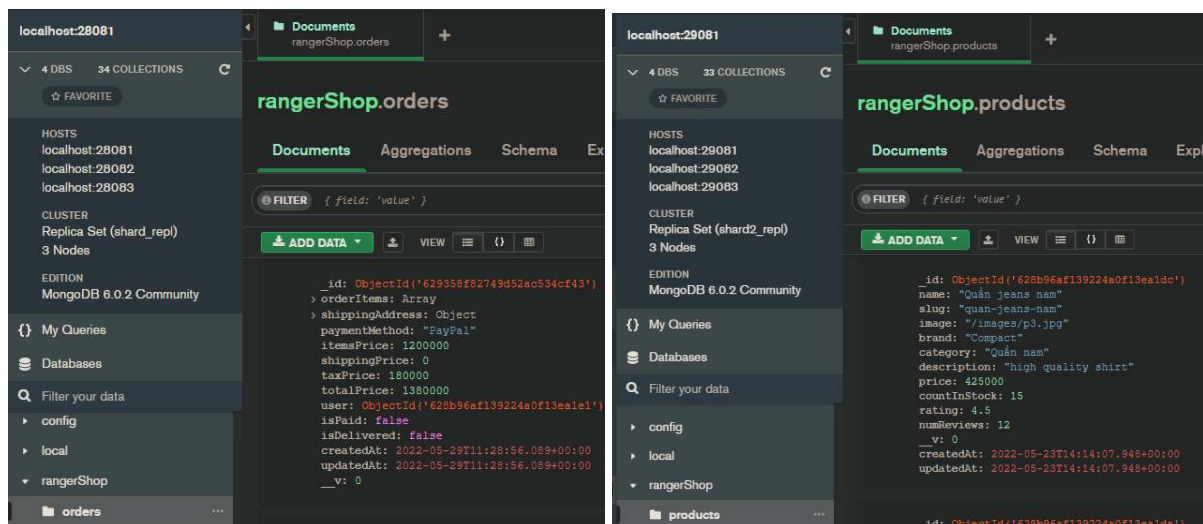 localhost:28081
4 DBS 34 COLLECTIONS
FAVORITE
HOSTS
localhost:28081
localhost:28082
localhost:28083
CLUSTER
Replica Set (shard_repl)
3 Nodes
EDITION
MongoDB 6.0.2 Community
{} My Queries
Databases
Filter your data
config
local
rangerShop
orders
Documents
rangerShop.orders
+
rangerShop.orders
Documents Aggregations Schema Ex
FILTER { field: 'value' }
ADD DATA VIEW {}
_id: ObjectId('629358f82749d52ac534cf43')
> orderItems: Array
> shippingAddress: Object
paymentMethod: "PayPal"
itemsPrice: 1200000
shippingPrice: 0
taxPrice: 180000
totalPrice: 1380000
user: ObjectId('628b96af139224a0f13ea1e1')
isPaid: false
isDelivered: false
createdAt: 2022-05-29T11:28:56.089+00:00
updatedAt: 2022-05-29T11:28:56.089+00:00
__v: 0
localhost:29081
4 DBS 33 COLLECTIONS
FAVORITE
HOSTS
localhost:29081
localhost:29082
localhost:29083
CLUSTER
Replica Set (shard2_repl)
3 Nodes
EDITION
MongoDB 6.0.2 Community
{} My Queries
Databases
Filter your data
config
local
rangerShop
products
Documents
rangerShop.products
+
rangerShop.products
Documents Aggregations Schema Expl
FILTER { field: 'value' }
ADD DATA VIEW {}
_id: ObjectId('628b96af139224a0f13ea1dc')
name: "Quần jeans nam"
slug: "quan-jeans-nam"
image: "/images/p3.jpg"
brand: "Compact"
category: "Quần nam"
description: "high quality shirt"
price: 425000
countInStock: 15
rating: 4.5
numReviews: 12
__v: 0
createdAt: 2022-05-23T14:14:07.948+00:00
updatedAt: 2022-05-23T14:14:07.948+00:00